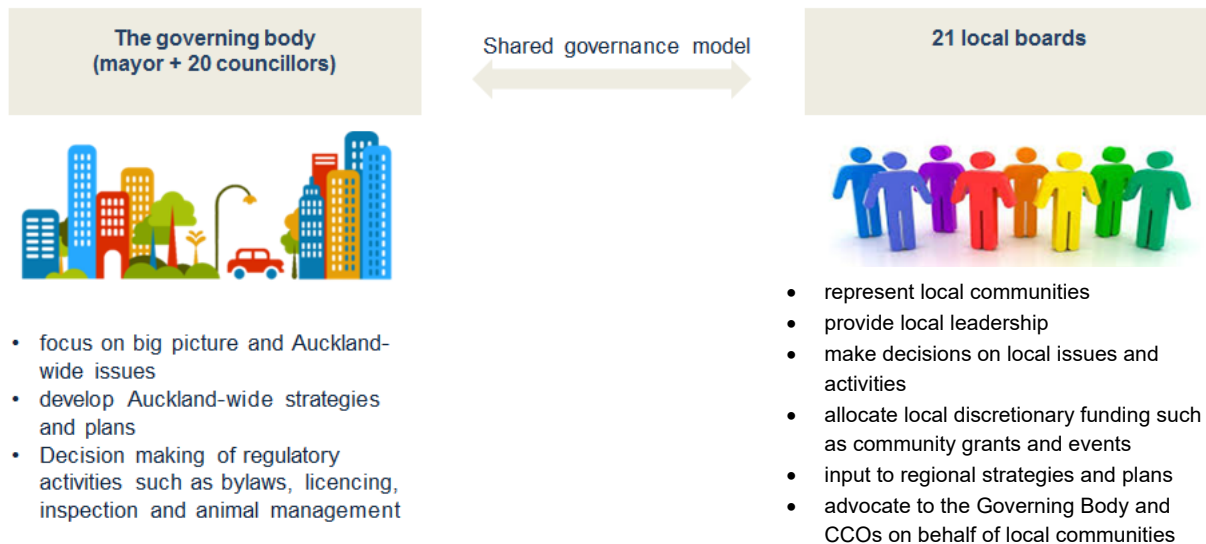 The governing body
(mayor + 20 councillors)
Shared governance model
21 local boards
• focus on big picture and Auckland-
wide issues
• develop Auckland-wide strategies
and plans
• Decision making of regulatory
activities such as bylaws, licencing,
inspection and animal management
• represent local communities
• provide local leadership
• make decisions on local issues and
activities
• allocate local discretionary funding such
as community grants and events
• input to regional strategies and plans
• advocate to the Governing Body and
CCOs on behalf of local communities